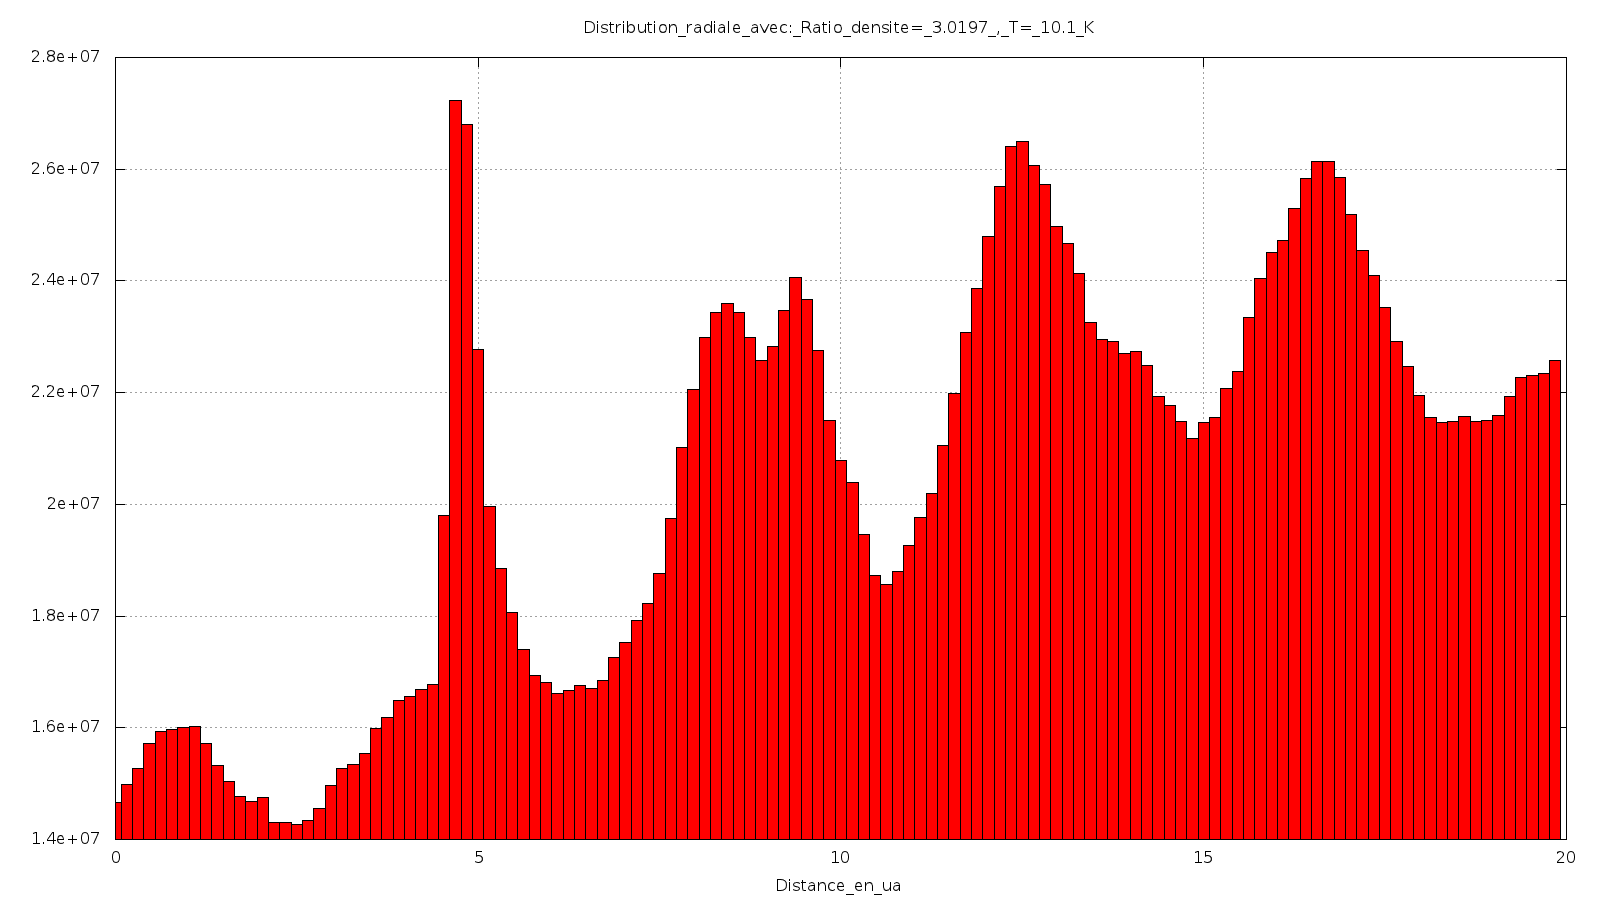 Distribution_radiale_avec:_Ratio_densite=_3.0197_,_T=_10.1_K
2.8e+07
2.6e+07
2.4e+07
2.2e+07
2e+07
1.8e+07
1.6e+07
1.4e+07
0 5 10 15 20
Distance_en_ua